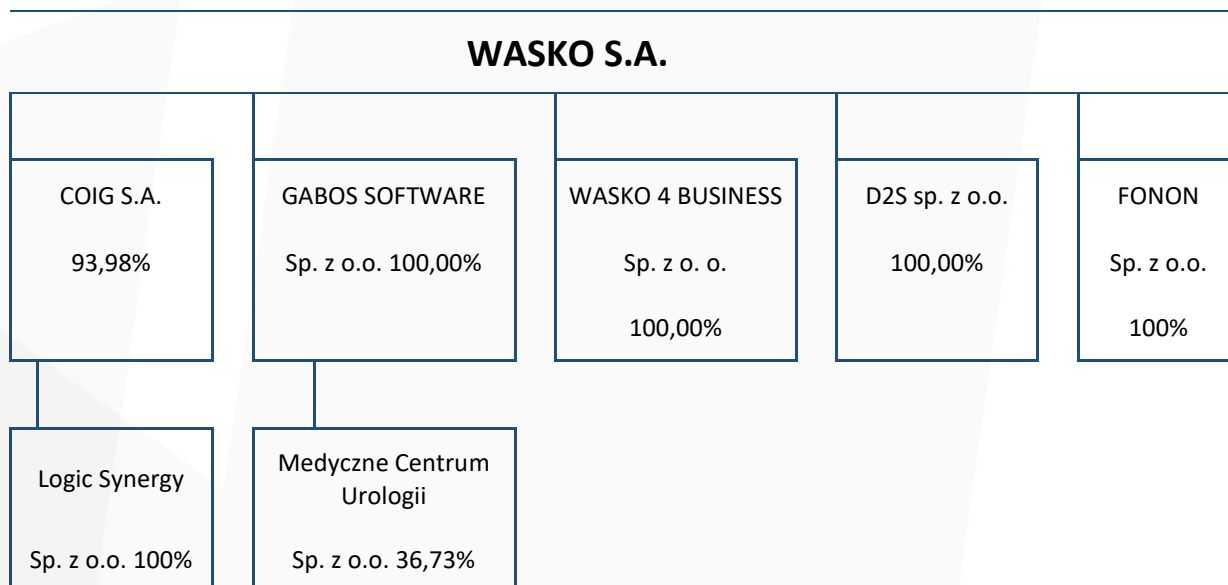 WASKO S.A.
COIG S.A.
93,98%
GABOS SOFTWARE
Sp. z o.o. 100,00%
WASKO 4 BUSINESS
Sp. z o. o.
100,00%
D2S sp. z o.o.
100,00%
FONON
Sp. z o.o.
100%
Logic Synergy
Sp. z o.o. 100%
Medyczne Centrum
Urologii
Sp. z o.o. 36,73%